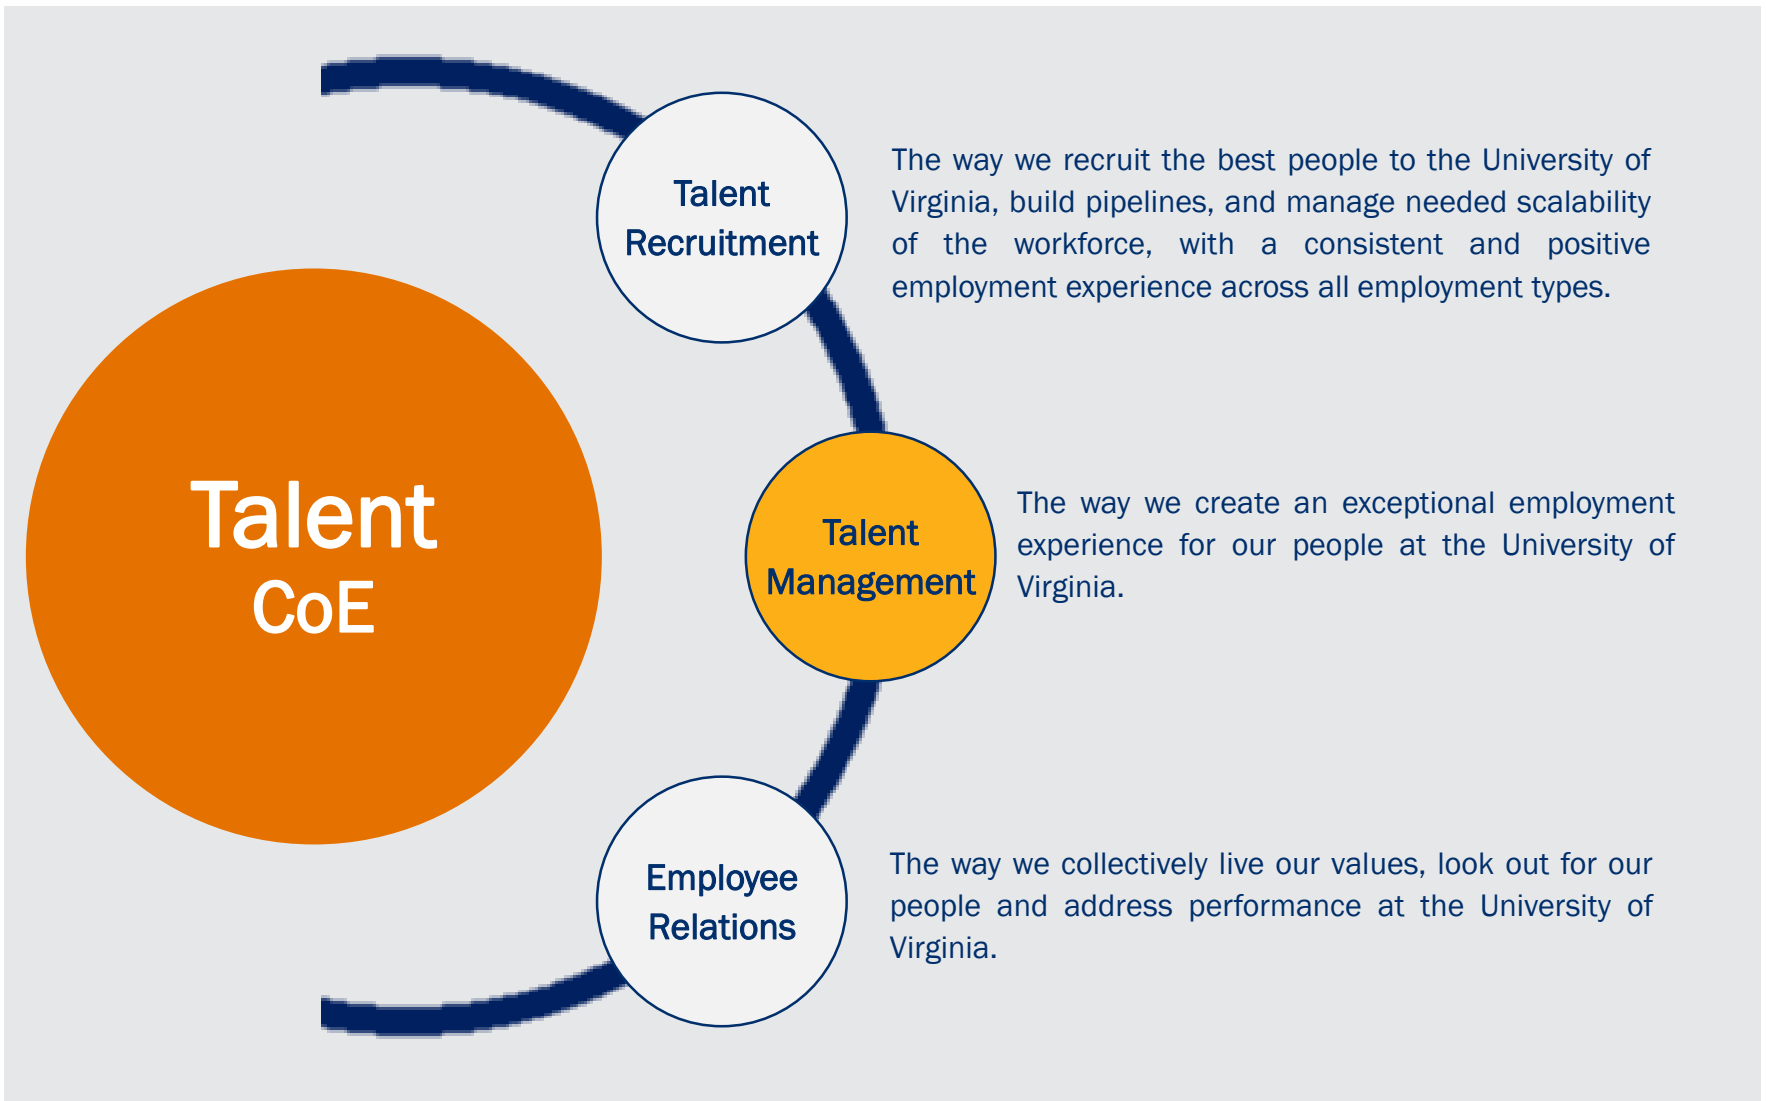 Talent
CoE
Talent
Recruitment
The way we recruit the best people to the University of
Virginia, build pipelines, and manage needed scalability
of the workforce, with a consistent and positive
employment experience across all employment types.
Talent
Management
The way we create an exceptional employment
experience for our people at the University of
Virginia.
Employee
Relations
The way we collectively live our values, look out for our
people and address performance at the University of
Virginia.